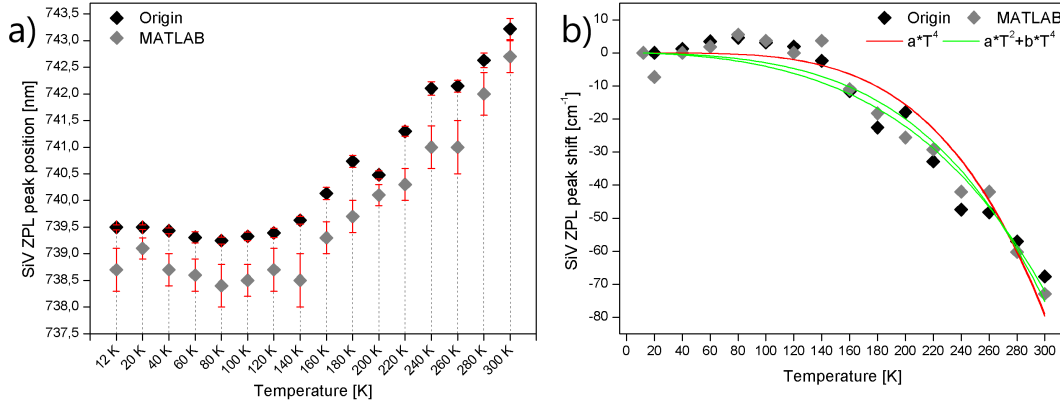 a)
Origin
MATLAB
743,5
743,0
742,5
742,0
741,5
741,0
740,5
740,0
739,5
739,0
738,5
738,0
737,5
SiV ZPL peak position [nm]
12 K
20 K
40 K
60 K
80 K
100 K
120 K
140 K
160 K
180 K
200 K
220 K
240 K
260 K
280 K
300 K
Temperature [K]
b)
Origin MATLAB
a*T⁴ a*T²+b*T⁴
10
0
-10
-20
-30
-40
-50
-60
-70
-80
SiV ZPL peak shift [cm⁻¹]
0 20 40 60 80 100 120 140 160 180 200 220 240 260 280 300
Temperature [K]